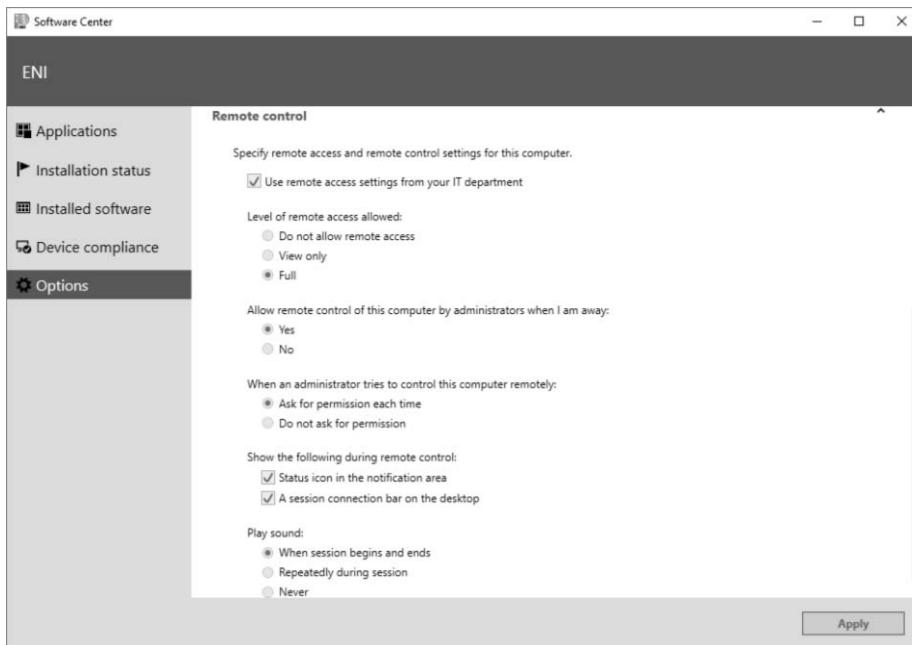 Software Center
ENI
Applications
Installation status
Installed software
Device compliance
Options
Remote control
Specify remote access and remote control settings for this computer.
Use remote access settings from your IT department
Level of remote access allowed:
Do not allow remote access
View only
Full
Allow remote control of this computer by administrators when I am away:
Yes
No
When an administrator tries to control this computer remotely:
Ask for permission each time
Do not ask for permission
Show the following during remote control:
Status icon in the notification area
A session connection bar on the desktop
Play sound:
When session begins and ends
Repeatedly during session
Never
Apply